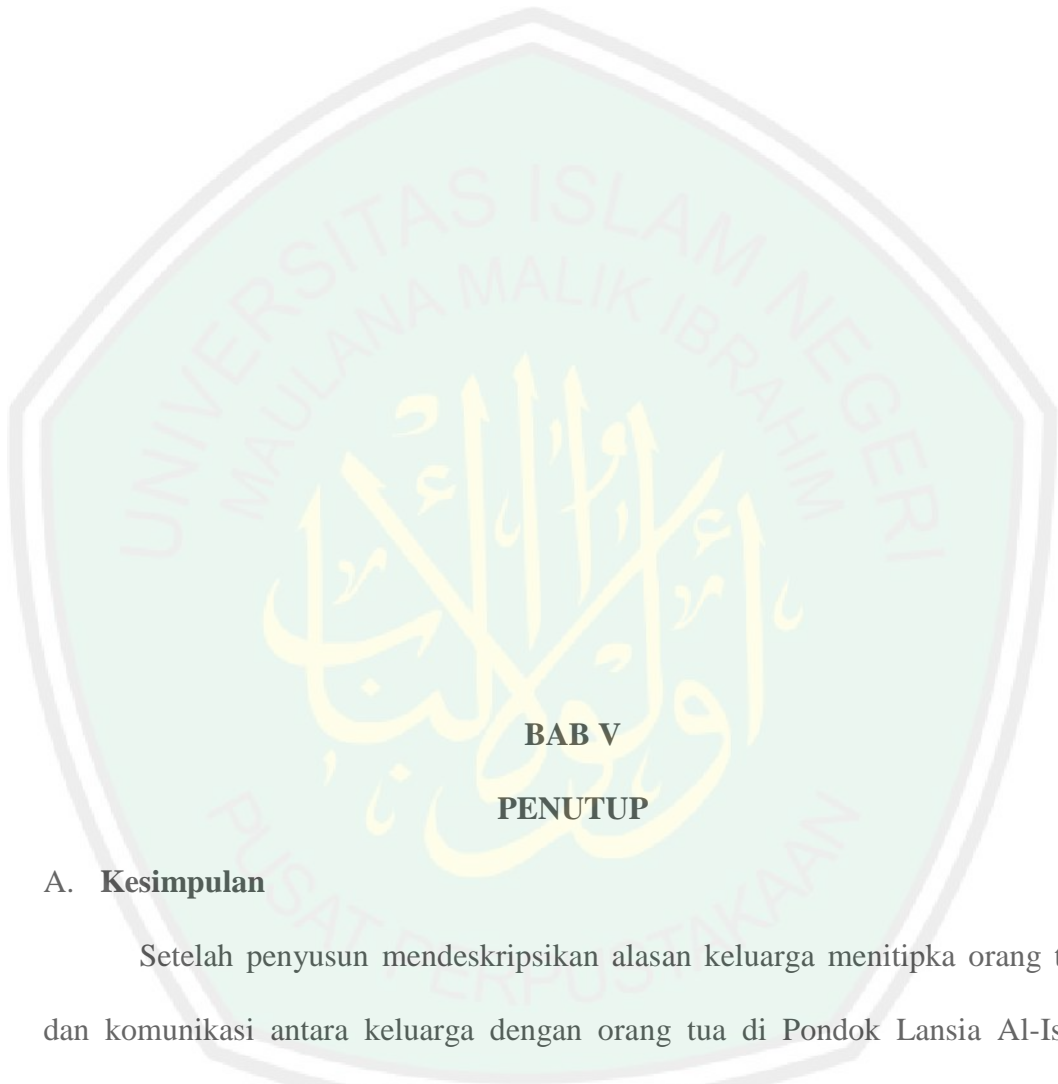 UNIVERSITAS ISLAM NEGERI
MAULANA MALIK IBRAHIM
BAB V
PENUTUP
A. Kesimpulan
Setelah penyusun mendeskripsikan alasan keluarga menitipka orang
dan komunikasi antara keluarga dengan orang tua di Pondok Lansia
PUSAT PERPUSTAKAAN